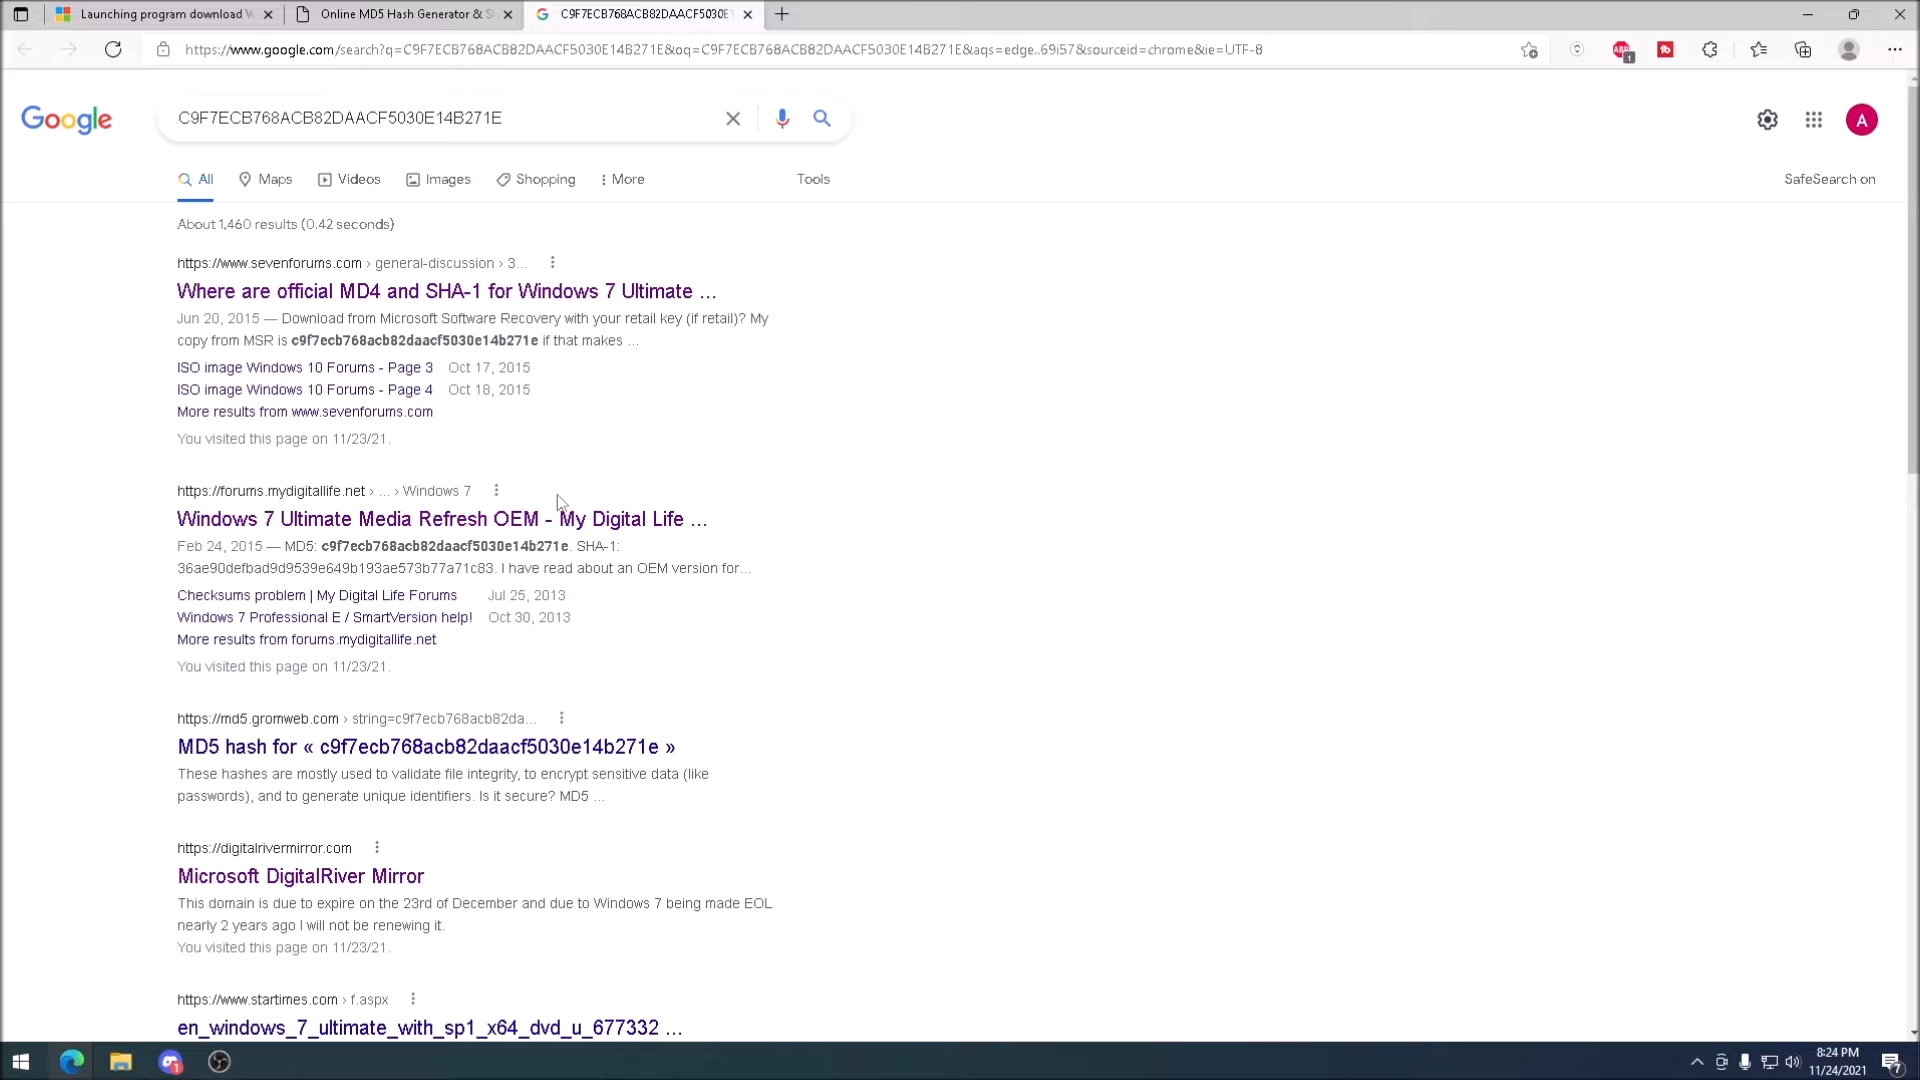 Launching program download W
Online MD5 Hash Generator & S
C9F7ECB768ACB82DAACF5030E1
https://www.google.com/search?q=C9F7ECB768ACB82DAACF5030E14B271E&oq=C9F7ECB768ACB82DAACF5030E14B271E&aqs=edge..69i57&sourceid=chrome&ie=UTF-8
ABP
1
Google
C9F7ECB768ACB82DAACF5030E14B271E
A
All
Maps
Videos
Images
Shopping
More
Tools
SafeSearch on
About 1,460 results (0.42 seconds)
https://www.sevenforums.com › general-discussion › 3...
Where are official MD4 and SHA-1 for Windows 7 Ultimate ...
Jun 20, 2015 — Download from Microsoft Software Recovery with your retail key (if retail)? My
copy from MSR is c9f7ecb768acb82daacf5030e14b271e if that makes ...
ISO image Windows 10 Forums - Page 3 Oct 17, 2015
ISO image Windows 10 Forums - Page 4 Oct 18, 2015
More results from www.sevenforums.com
You visited this page on 11/23/21.
https://forums.mydigitallife.net › ... › Windows 7
Windows 7 Ultimate Media Refresh OEM - My Digital Life ...
Feb 24, 2015 — MD5: c9f7ecb768acb82daacf5030e14b271e. SHA-1:
36ae90defbad9d9539e649b193ae573b77a71c83. I have read about an OEM version for...
Checksums problem | My Digital Life Forums Jul 25, 2013
Windows 7 Professional E / SmartVersion help! Oct 30, 2013
More results from forums.mydigitallife.net
You visited this page on 11/23/21.
https://md5.gromweb.com › string=c9f7ecb768acb82da...
MD5 hash for « c9f7ecb768acb82daacf5030e14b271e »
These hashes are mostly used to validate file integrity, to encrypt sensitive data (like
passwords), and to generate unique identifiers. Is it secure? MD5 ...
https://digitalrivermirror.com
Microsoft DigitalRiver Mirror
This domain is due to expire on the 23rd of December and due to Windows 7 being made EOL
nearly 2 years ago I will not be renewing it.
You visited this page on 11/23/21.
https://www.startimes.com › f.aspx
en_windows_7_ultimate_with_sp1_x64_dvd_u_677332 ...
1
8:24 PM
11/24/2021
7